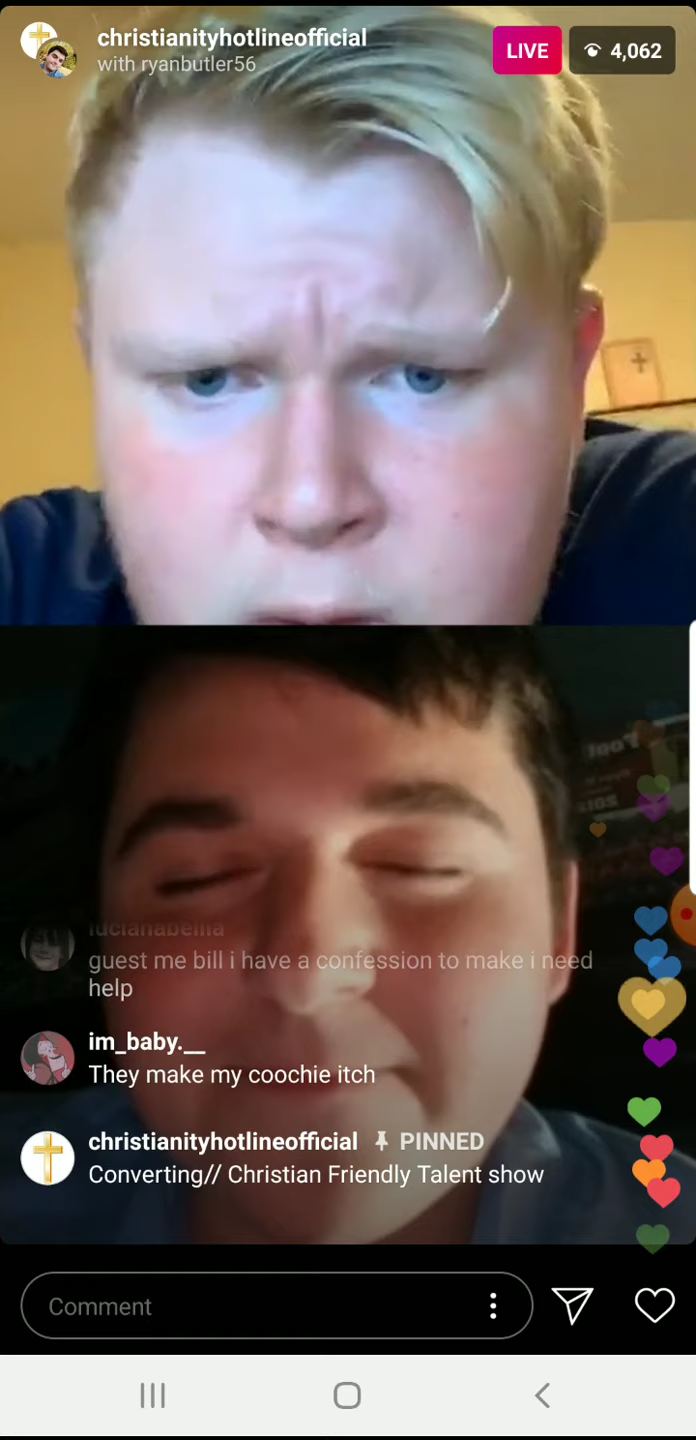 christianityhotlineofficial
with ryanbutler56
LIVE
4,062
lucianabellla
guest me bill i have a confession to make i need
help
im_baby.__
They make my coochie itch
christianityhotlineofficial PINNED
Converting// Christian Friendly Talent show
Comment